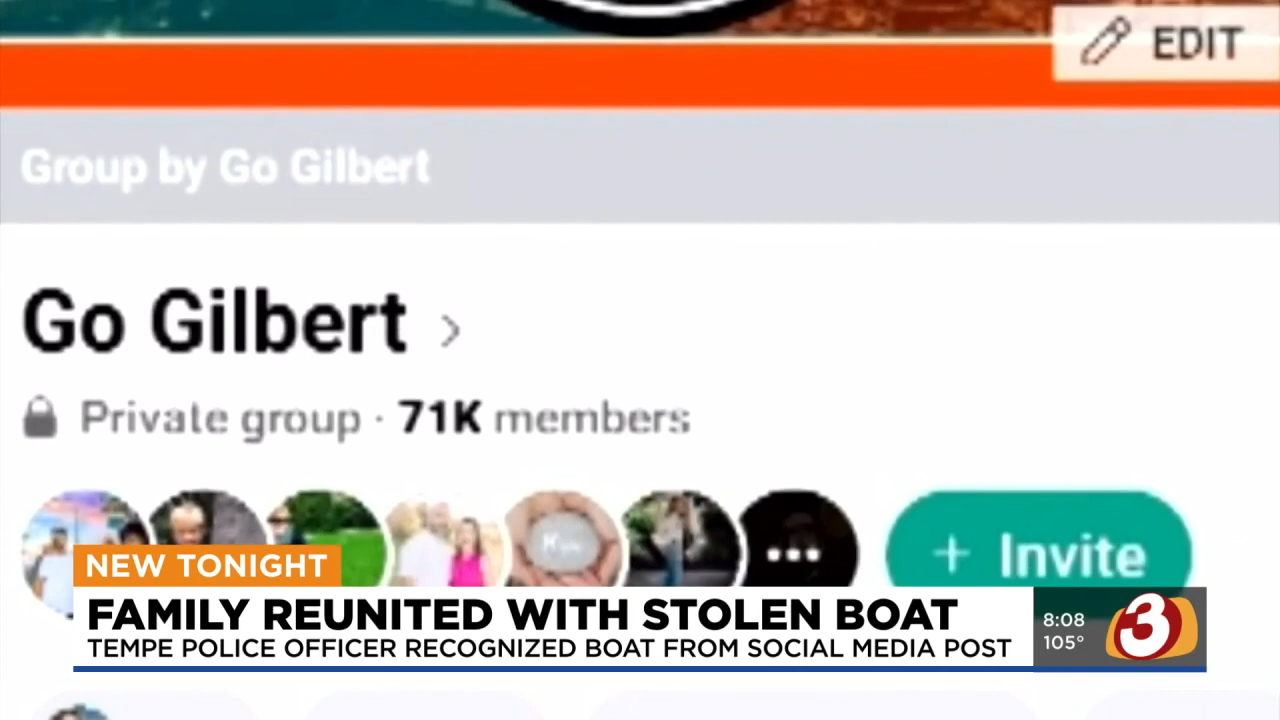 EDIT
Group by Go Gilbert
Go Gilbert >
Private group · 71K members
+ Invite
NEW TONIGHT
FAMILY REUNITED WITH STOLEN BOAT
TEMPE POLICE OFFICER RECOGNIZED BOAT FROM SOCIAL MEDIA POST
8:08
105°
3